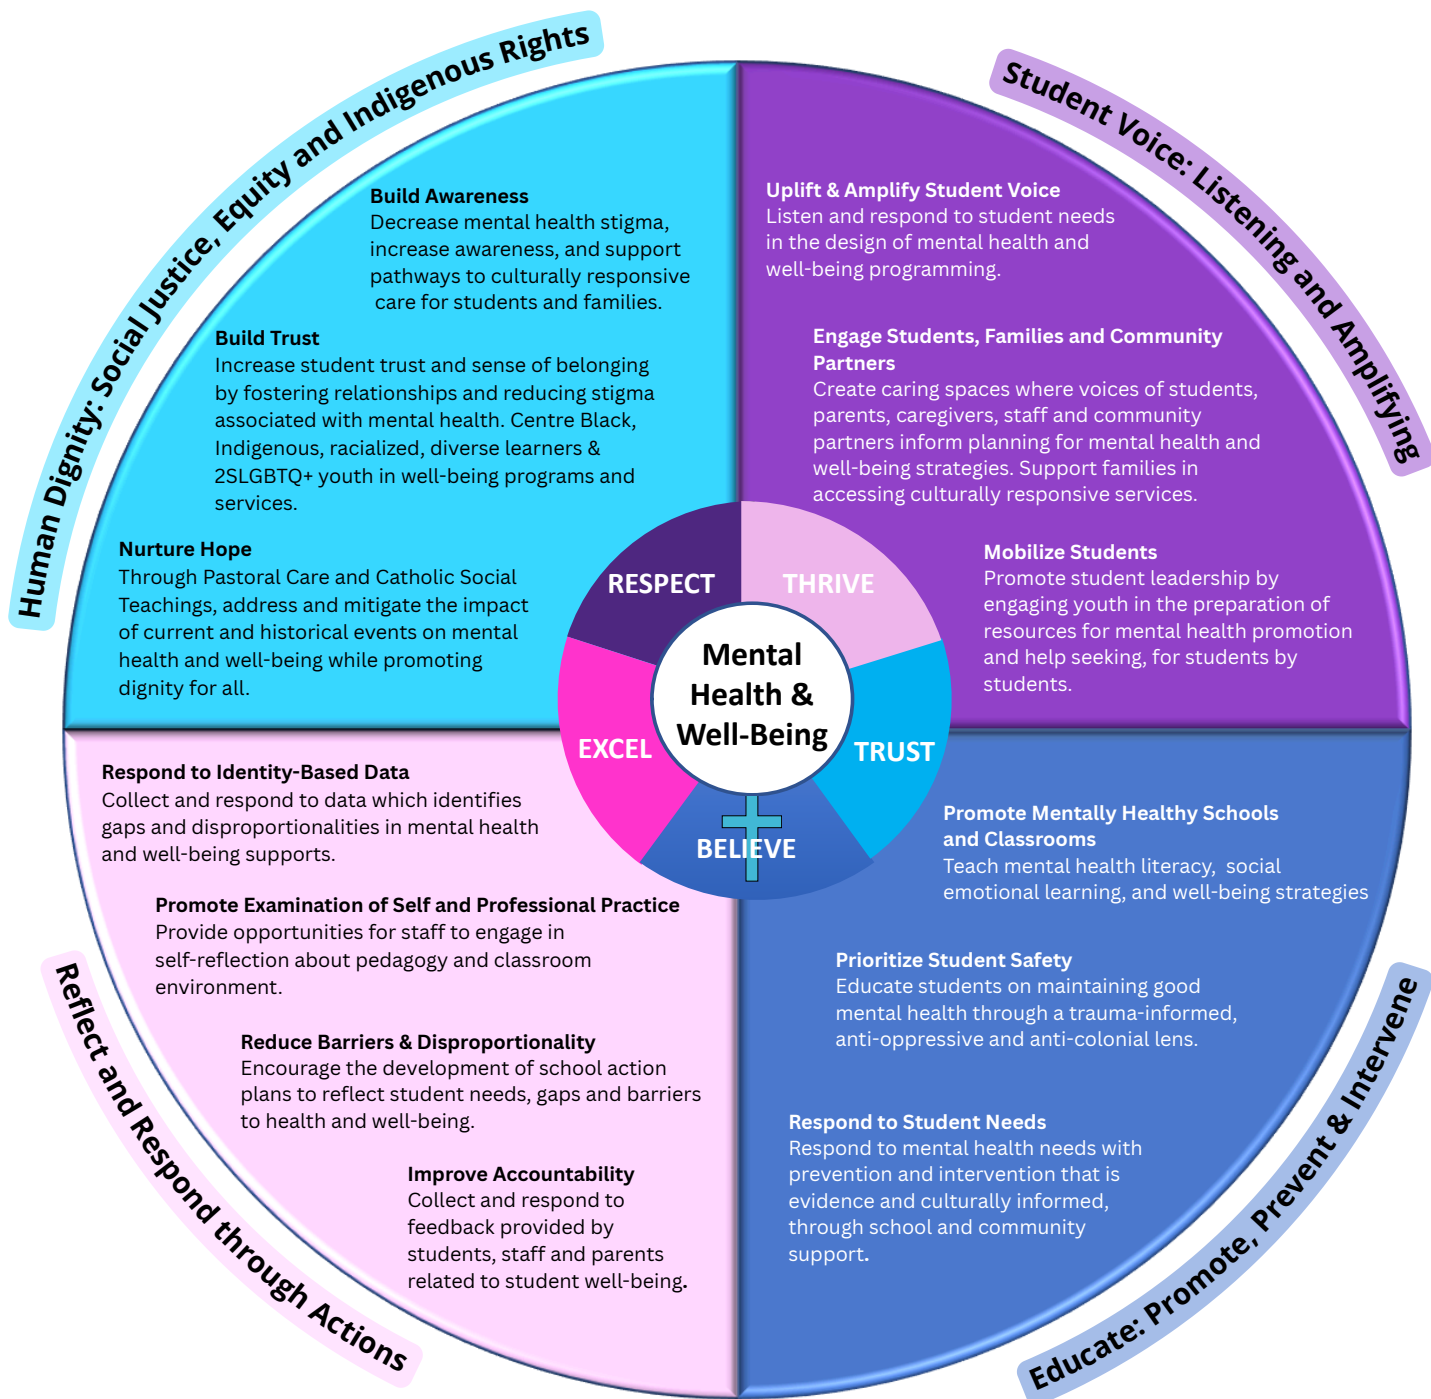 Human Dignity: Social Justice, Equity and Indigenous Rights
Build Awareness
Decrease mental health stigma,
increase awareness, and support
pathways to culturally responsive
care for students and families.
Build Trust
Increase student trust and sense of belonging
by fostering relationships and reducing stigma
associated with mental health. Centre Black,
Indigenous, racialized, diverse learners &
2SLGBTQ+ youth in well-being programs and
services.
Nurture Hope
Through Pastoral Care and Catholic Social
Teachings, address and mitigate the impact
of current and historical events on mental
health and well-being while promoting
dignity for all.
Student Voice: Listening and Amplifying
Uplift & Amplify Student Voice
Listen and respond to student needs
in the design of mental health and
well-being programming.
Engage Students, Families and Community
Partners
Create caring spaces where voices of students,
parents, caregivers, staff and community
partners inform planning for mental health and
well-being strategies. Support families in
accessing culturally responsive services.
Mobilize Students
Promote student leadership by
engaging youth in the preparation of
resources for mental health promotion
and help seeking, for students by
students.
RESPECT
THRIVE
Mental
Health &
Well-Being
EXCEL
TRUST
BELIEVE
Respond to Identity-Based Data
Collect and respond to data which identifies
gaps and disproportionalities in mental health
and well-being supports.
Promote Examination of Self and Professional Practice
Provide opportunities for staff to engage in
self-reflection about pedagogy and classroom
environment.
Reduce Barriers & Disproportionality
Encourage the development of school action
plans to reflect student needs, gaps and barriers
to health and well-being.
Improve Accountability
Collect and respond to
feedback provided by
students, staff and parents
related to student well-being.
Reflect and Respond through Actions
Promote Mentally Healthy Schools
and Classrooms
Teach mental health literacy, social
emotional learning, and well-being strategies
Prioritize Student Safety
Educate students on maintaining good
mental health through a trauma-informed,
anti-oppressive and anti-colonial lens.
Respond to Student Needs
Respond to mental health needs with
prevention and intervention that is
evidence and culturally informed,
through school and community
support.
Educate: Promote, Prevent & Intervene